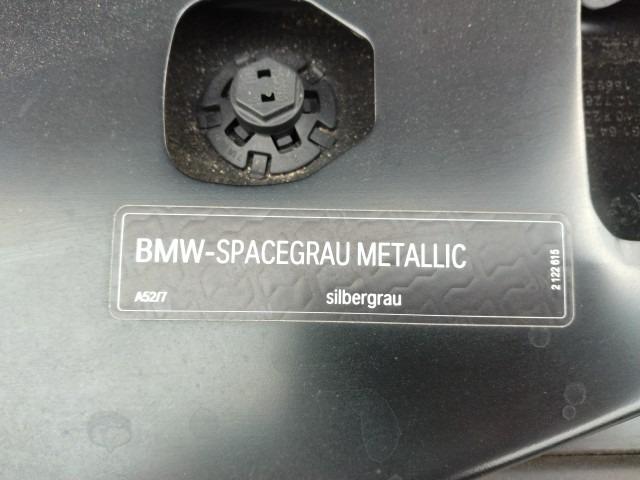 BMW-SPACEGRAU METALLIC
A52/7
silbergrau
2 122 615